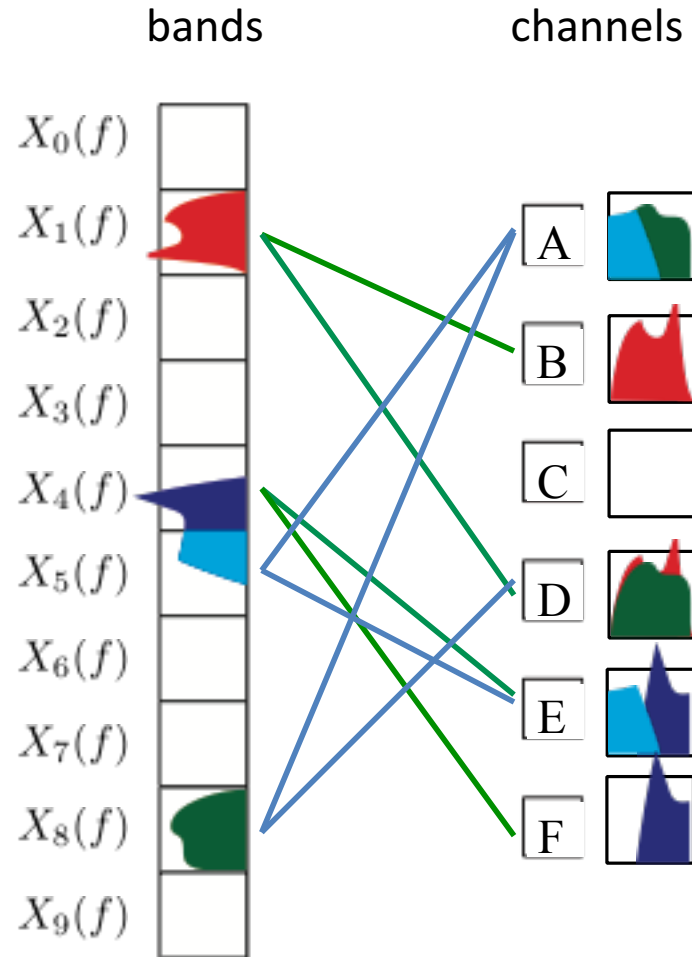 bands channels
X₀(f)
X₁(f)
A
X₂(f)
B
X₃(f)
X₄(f)
C
X₅(f)
D
X₆(f)
E
X₇(f)
X₈(f)
F
X₉(f)